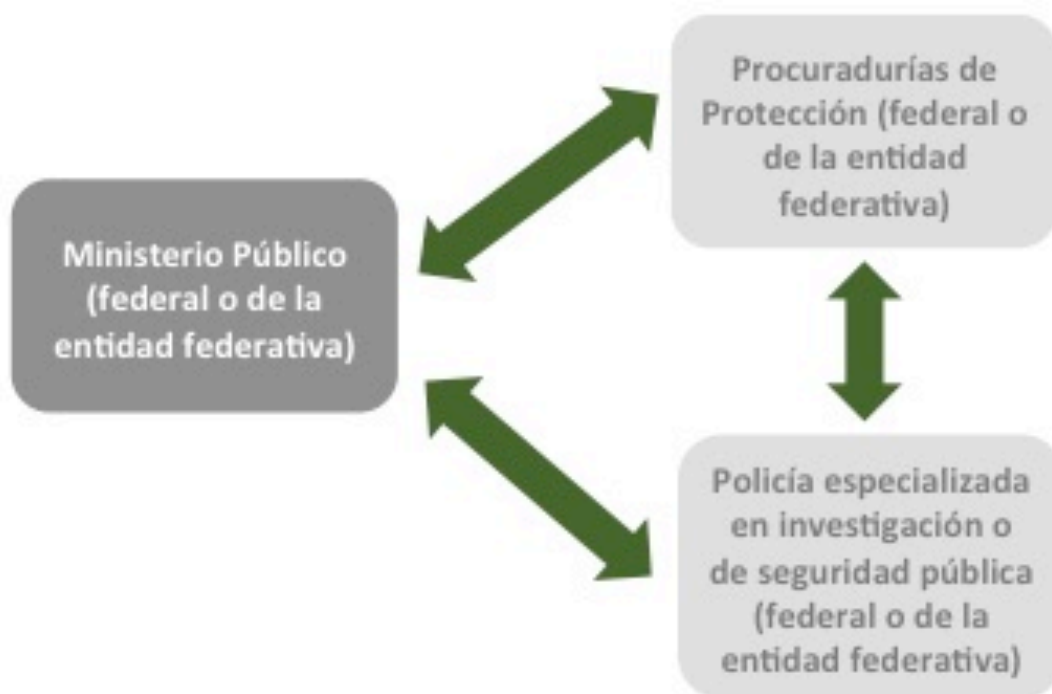 Procuradurías de
Protección (federal o
de la entidad
federativa)
Ministerio Público
(federal o de la
entidad federativa)
Policía especializada
en investigación o
de seguridad pública
(federal o de la
entidad federativa)